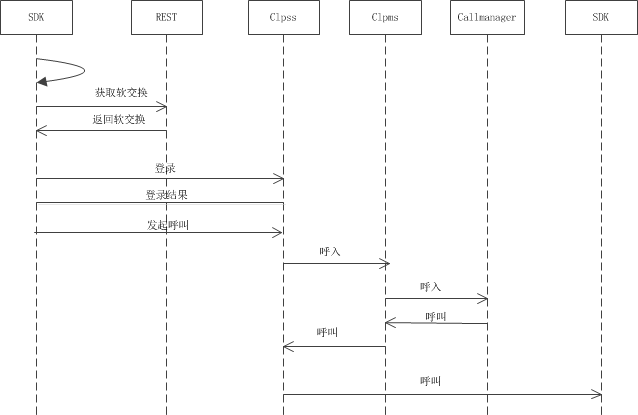 SDK
REST
Clpss
Clpms
Callmanager
SDK
获取软交换
返回软交换
登录
登录结果
发起呼叫
呼入
呼入
呼叫
呼叫
呼叫